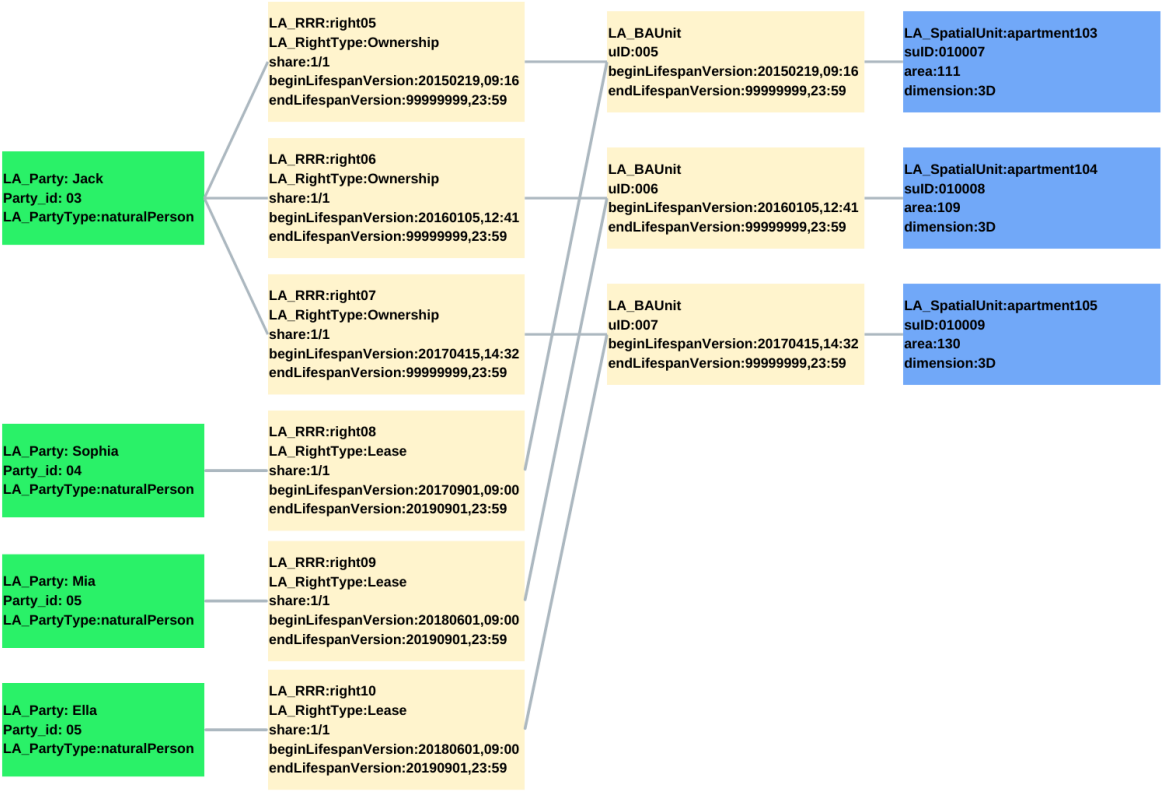 LA_RRR:right05
LA_RightType:Ownership
share:1/1
beginLifespanVersion:20150219,09:16
endLifespanVersion:99999999,23:59
LA_BAUnit
uID:005
beginLifespanVersion:20150219,09:16
endLifespanVersion:99999999,23:59
LA_SpatialUnit:apartment103
suID:010007
area:111
dimension:3D
LA_Party: Jack
Party_id: 03
LA_PartyType:naturalPerson
LA_RRR:right06
LA_RightType:Ownership
share:1/1
beginLifespanVersion:20160105,12:41
endLifespanVersion:99999999,23:59
LA_BAUnit
uID:006
beginLifespanVersion:20160105,12:41
endLifespanVersion:99999999,23:59
LA_SpatialUnit:apartment104
suID:010008
area:109
dimension:3D
LA_RRR:right07
LA_RightType:Ownership
share:1/1
beginLifespanVersion:20170415,14:32
endLifespanVersion:99999999,23:59
LA_BAUnit
uID:007
beginLifespanVersion:20170415,14:32
endLifespanVersion:99999999,23:59
LA_SpatialUnit:apartment105
suID:010009
area:130
dimension:3D
LA_Party: Sophia
Party_id: 04
LA_PartyType:naturalPerson
LA_RRR:right08
LA_RightType:Lease
share:1/1
beginLifespanVersion:20170901,09:00
endLifespanVersion:20190901,23:59
LA_Party: Mia
Party_id: 05
LA_PartyType:naturalPerson
LA_RRR:right09
LA_RightType:Lease
share:1/1
beginLifespanVersion:20180601,09:00
endLifespanVersion:20190901,23:59
LA_Party: Ella
Party_id: 05
LA_PartyType:naturalPerson
LA_RRR:right10
LA_RightType:Lease
share:1/1
beginLifespanVersion:20180601,09:00
endLifespanVersion:20190901,23:59